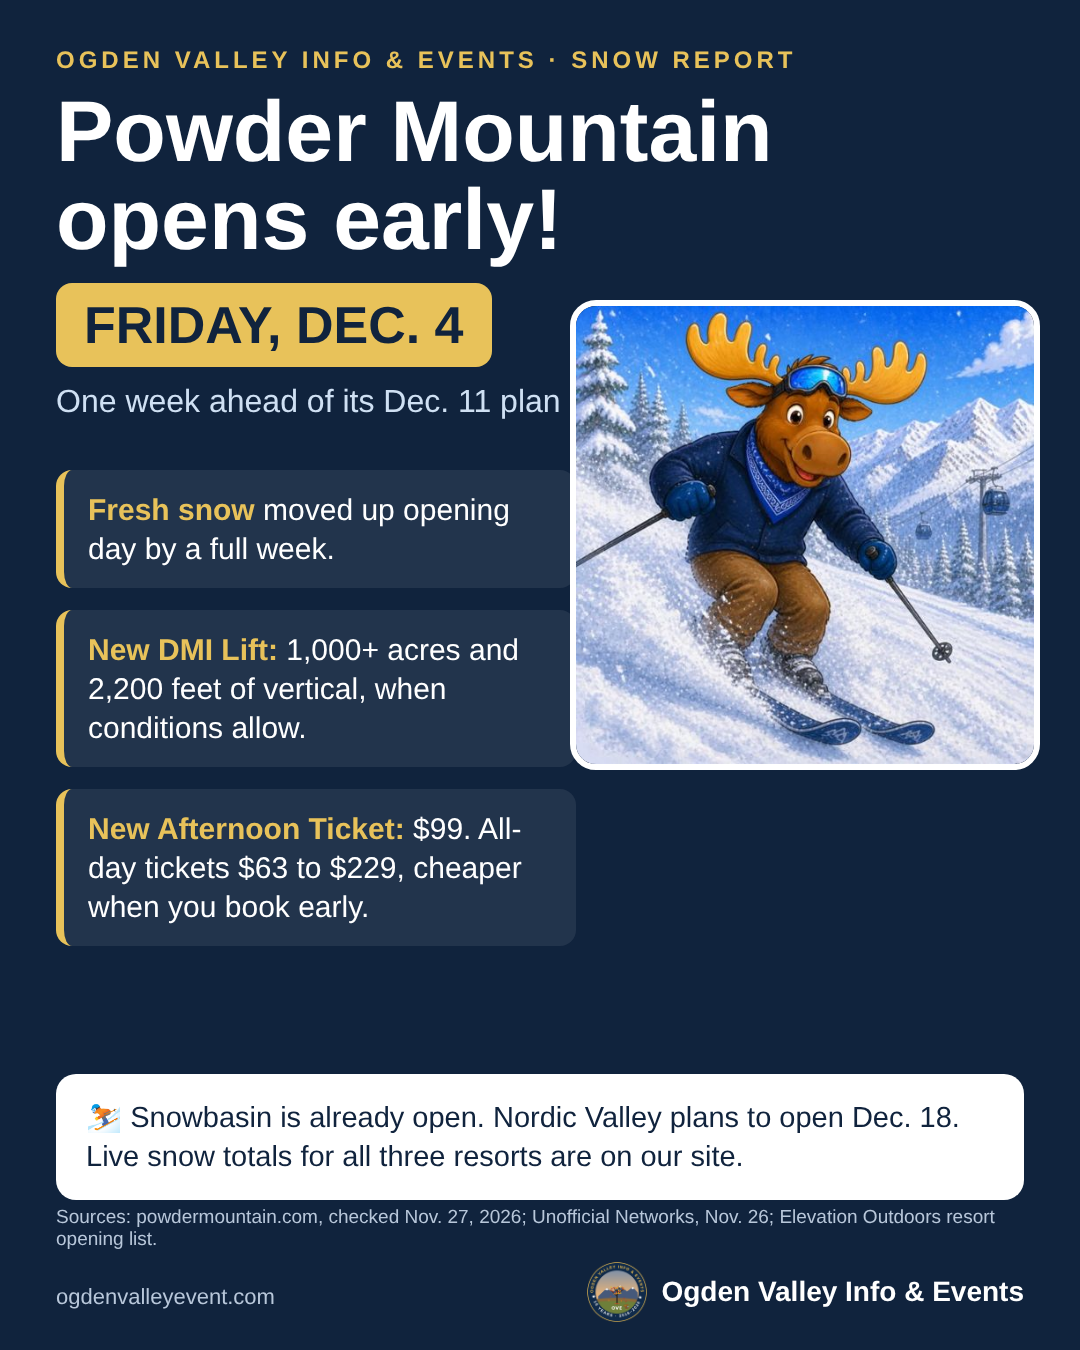 OGDEN VALLEY INFO & EVENTS · SNOW REPORT
Powder Mountain
opens early!
FRIDAY, DEC. 4
One week ahead of its Dec. 11 plan
Fresh snow moved up opening
day by a full week.
New DMI Lift: 1,000+ acres and
2,200 feet of vertical, when
conditions allow.
New Afternoon Ticket: $99. All-
day tickets $63 to $229, cheaper
when you book early.
⛷️ Snowbasin is already open. Nordic Valley plans to open Dec. 18.
Live snow totals for all three resorts are on our site.
Sources: powdermountain.com, checked Nov. 27, 2026; Unofficial Networks, Nov. 26; Elevation Outdoors resort
opening list.
ogdenvalleyevent.com
OVE
Ogden Valley Info & Events